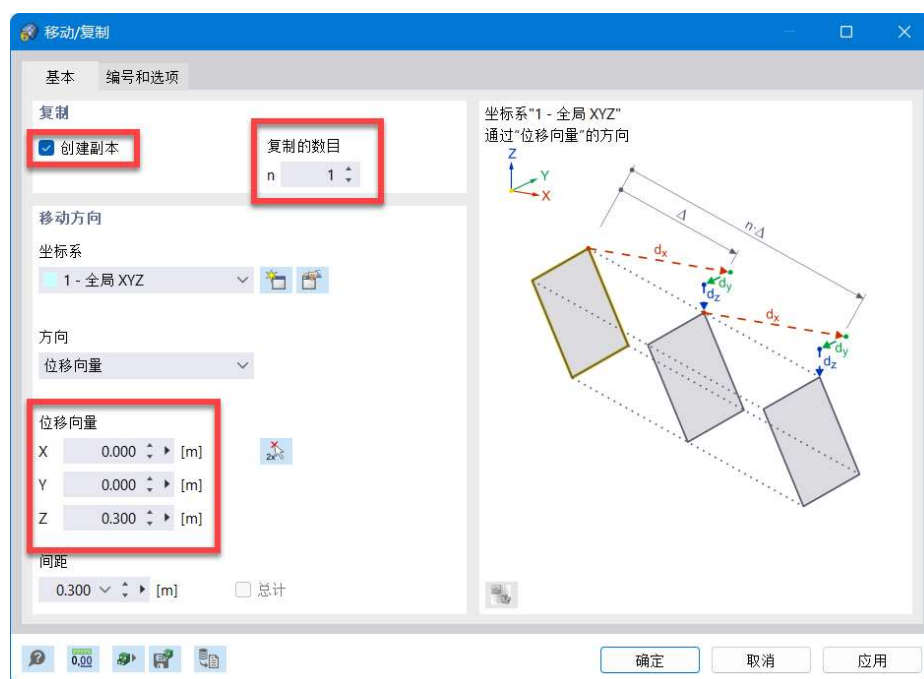 移动/复制
基本 编号和选项
复制
创建副本
复制的数目
n 1
移动方向
坐标系
1 - 全局 XYZ
方向
位移向量
位移向量
X 0.000 [m]
Y 0.000 [m]
2x
Z 0.300 [m]
间距
0.300 [m] 总计
坐标系"1 - 全局 XYZ"
通过"位移向量"的方向
Z
Y
X
Δ
n·Δ
dx
dy
dz
dx
dy
dz
0,00
确定 取消 应用